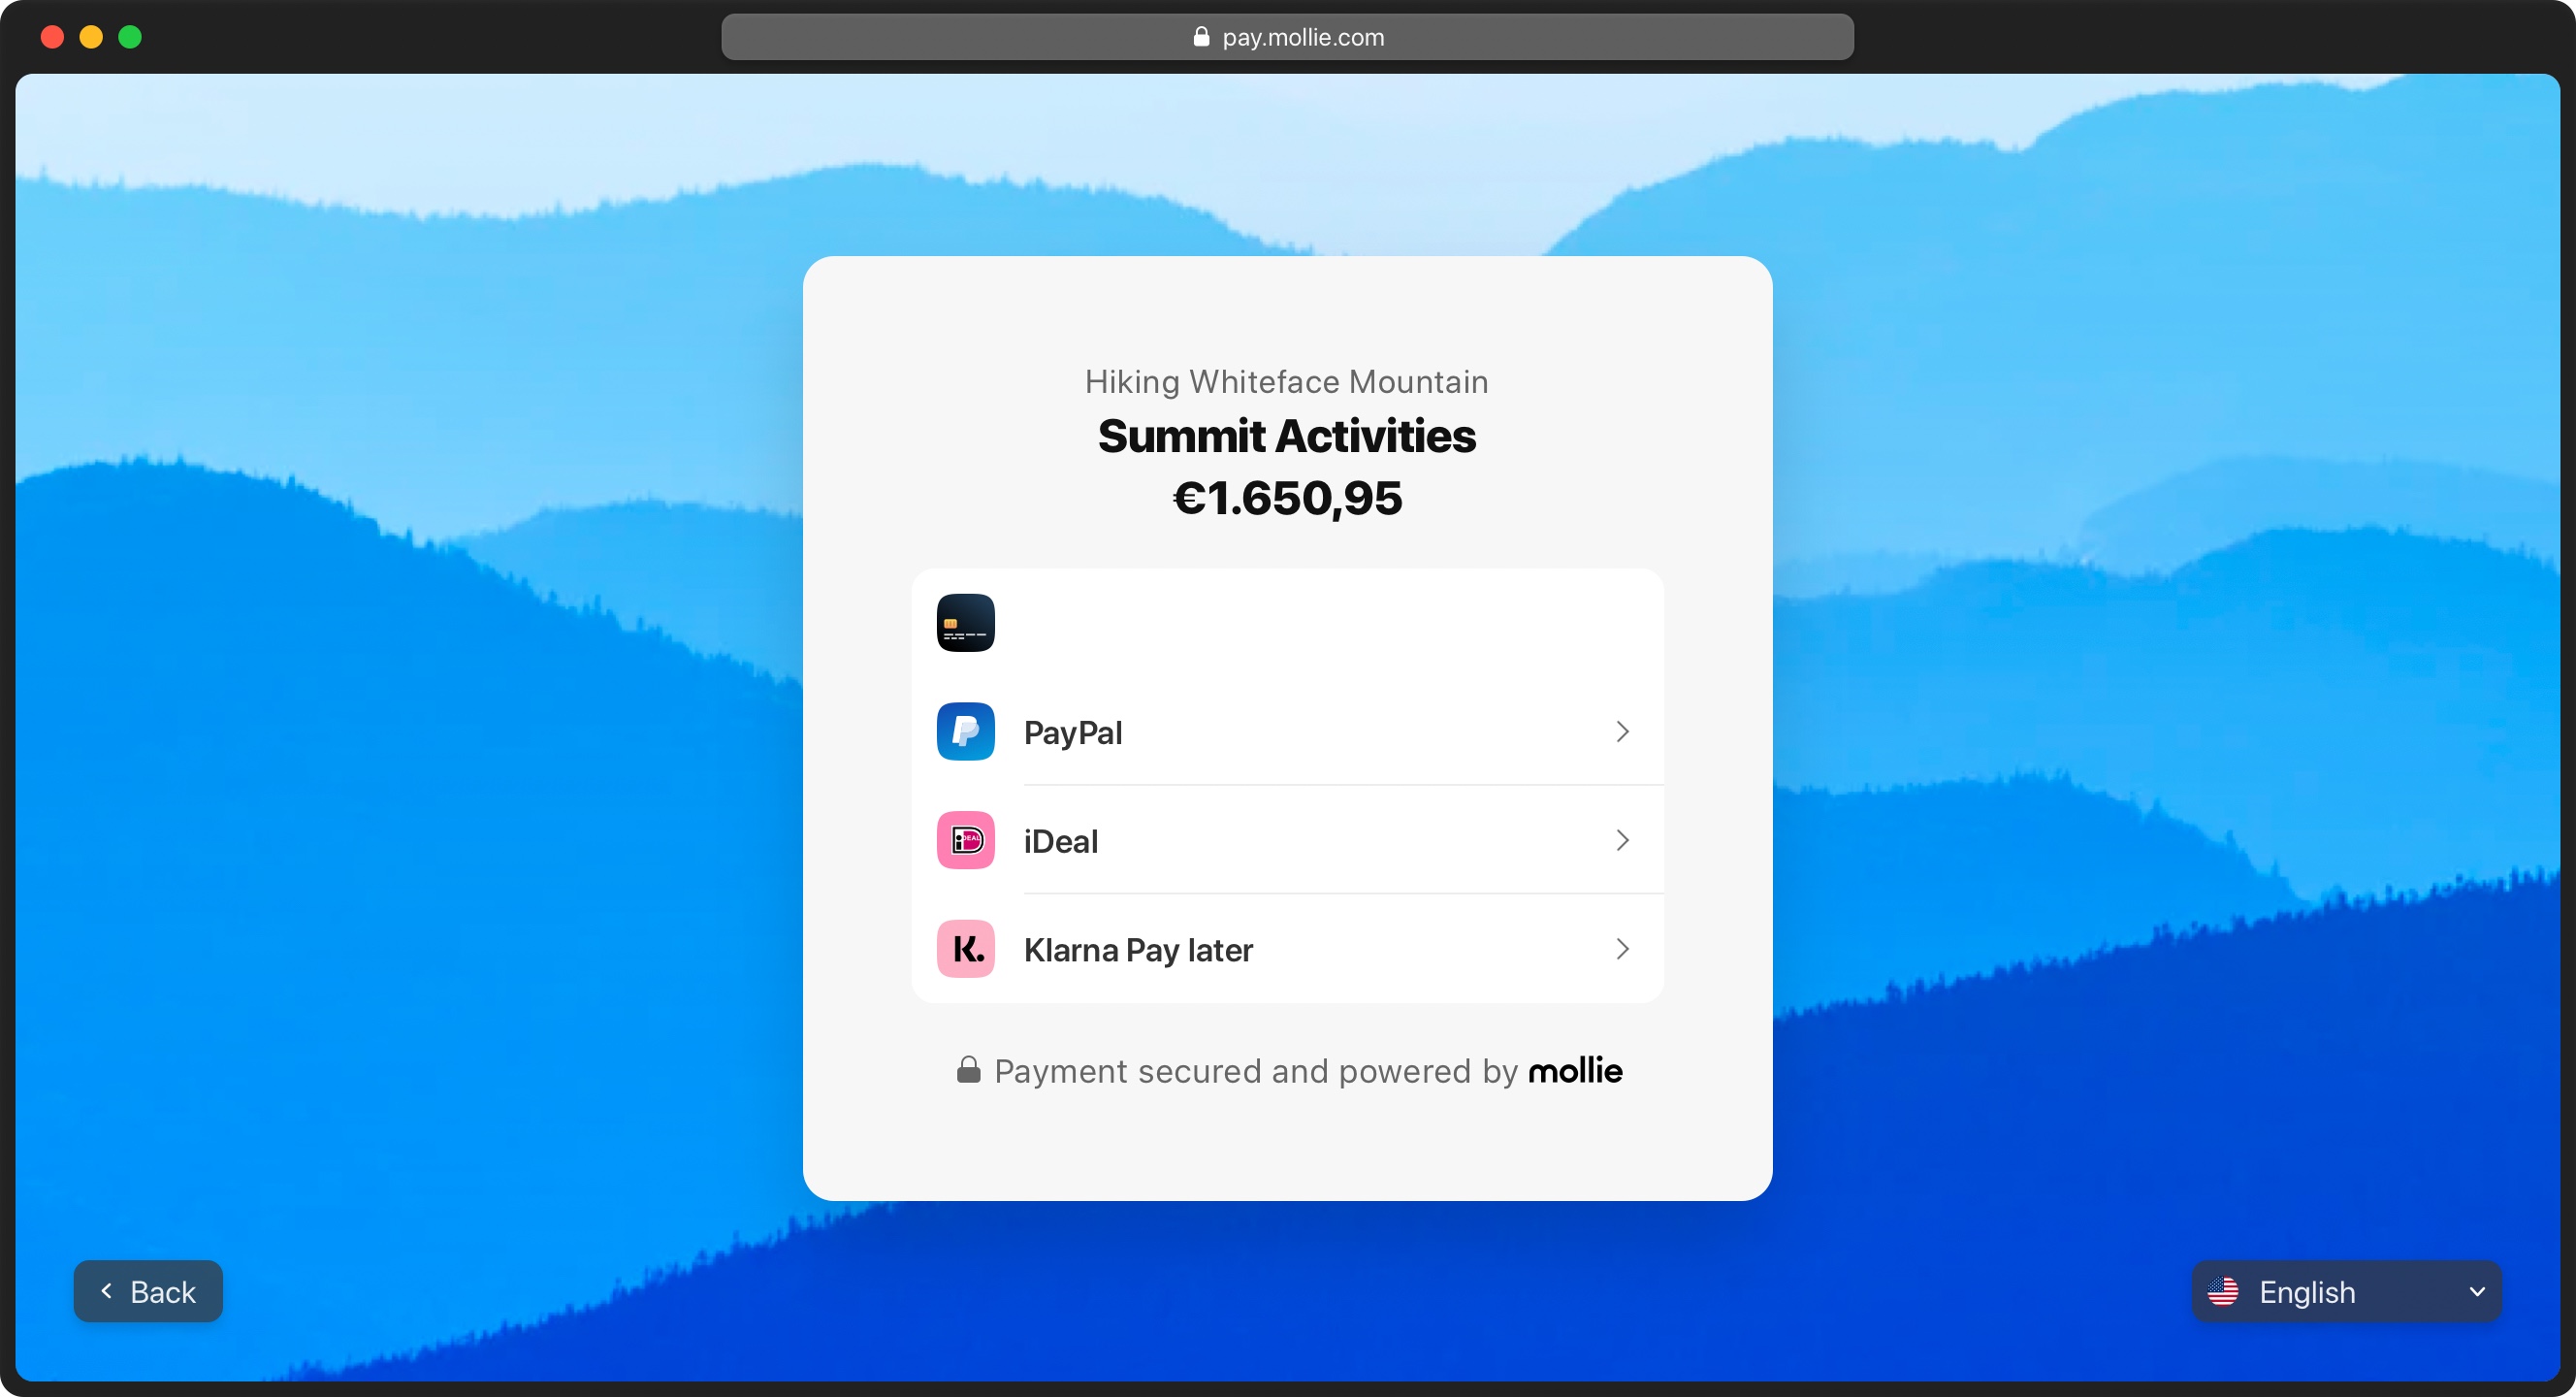 pay.mollie.com
Hiking Whiteface Mountain
Summit Activities
€1.650,95
PayPal
iDEAL
iDeal
K.
Klarna Pay later
Payment secured and powered by mollie
Back
English